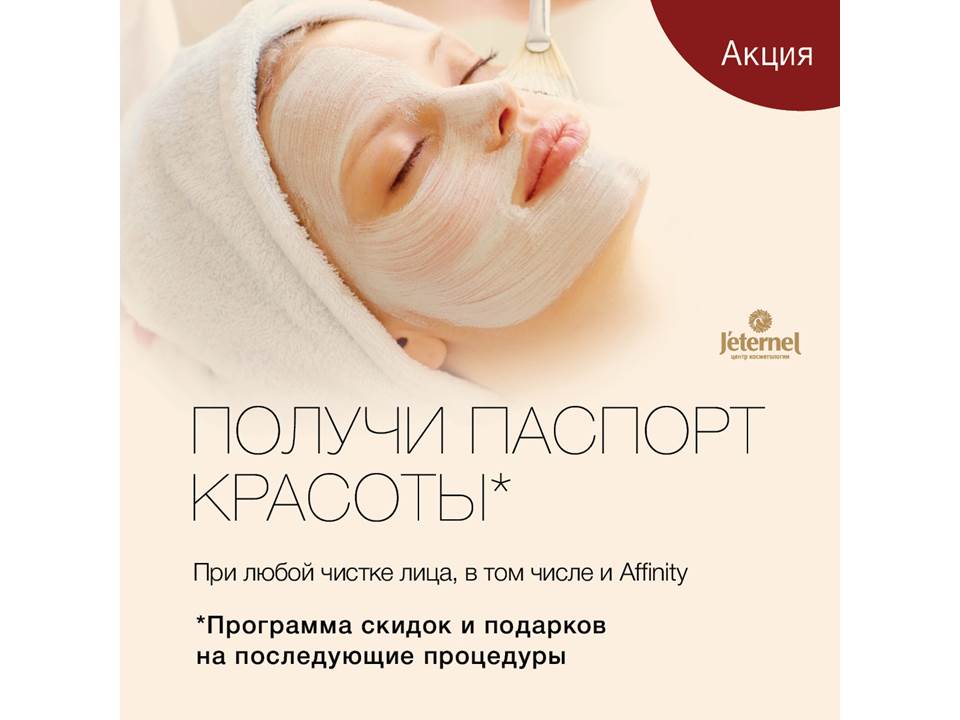 Акция
J'eternel
центр косметологии
ПОЛУЧИ ПАСПОРТ
КРАСОТЫ*
При любой чистке лица, в том числе и Affinity
*Программа скидок и подарков
на последующие процедуры